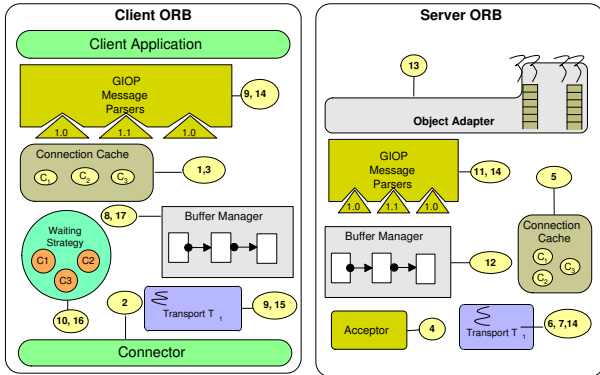 Client ORB
Client Application
GIOP
Message
Parsers
9, 14
1.0
1.1
1.0
Connection Cache
C1
C2
C3
1,3
8, 17
Buffer Manager
Waiting
Strategy
C1
C2
C3
10, 16
2
Transport T 1
9, 15
Connector
Server ORB
13
Object Adapter
GIOP
Message
Parsers
11, 14
1.0
1.1
1.0
5
Connection
Cache
C1
C2
C3
Buffer Manager
12
Acceptor
4
Transport T 1
6, 7,14